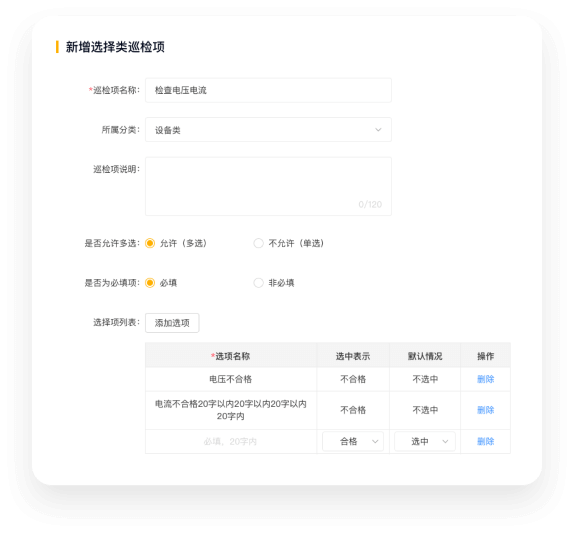 新增选择类巡检项
*巡检项名称: 检查电压电流
所属分类: 设备类
巡检项说明:
0/120
是否允许多选: 允许（多选） 不允许（单选）
是否为必填项: 必填 非必填
选择项列表: 添加选项
*选项名称 选中表示 默认情况 操作
电压不合格 不合格 不选中 删除
电流不合格20字以内20字以内20字以内
20字内 不合格 不选中 删除
必填，20字内 合格 选中 删除